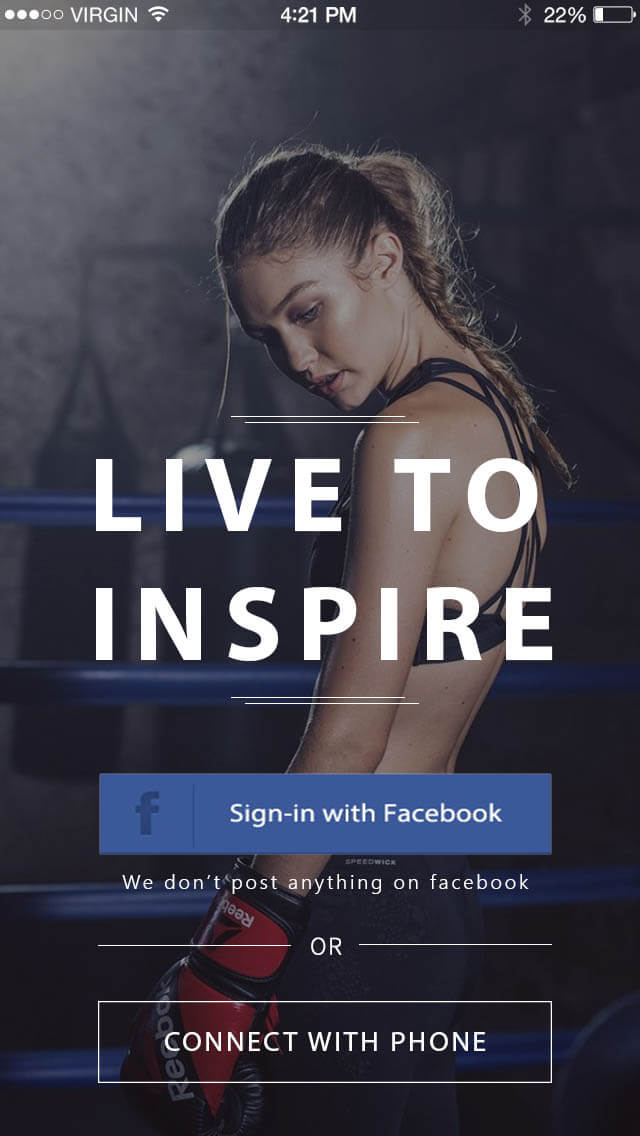 VIRGIN 4:21 PM 22%
LIVE TO
INSPIRE
f Sign-in with Facebook
SPEEDWICK
We don’t post anything on facebook
Reebok
OR
Reebok
CONNECT WITH PHONE